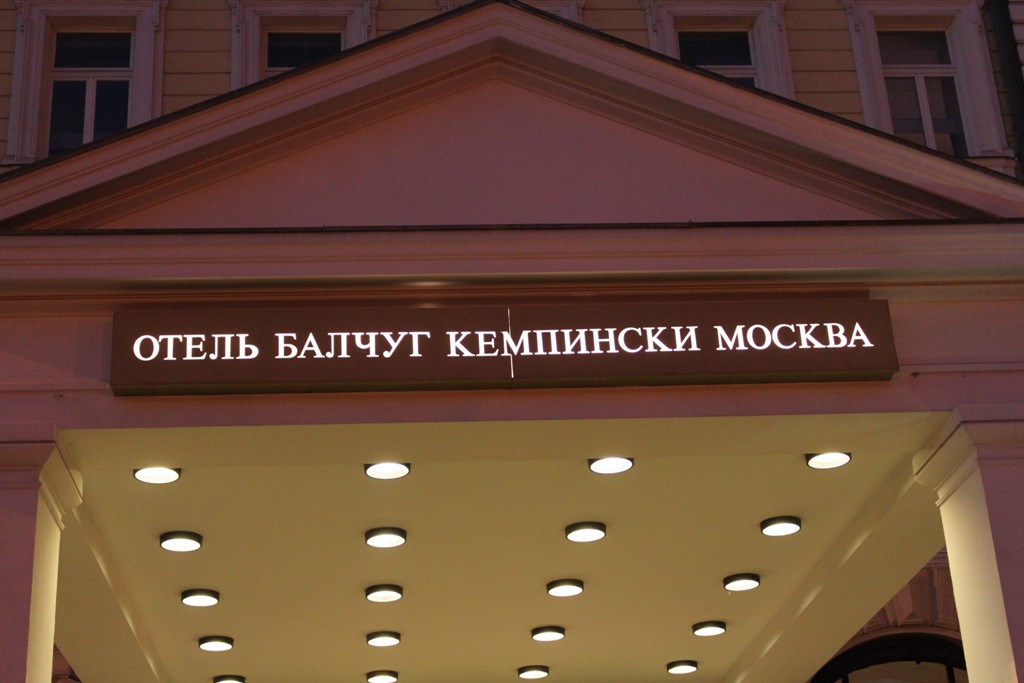 ОТЕЛЬ БАЛЧУГ КЕМПИНСКИ МОСКВА